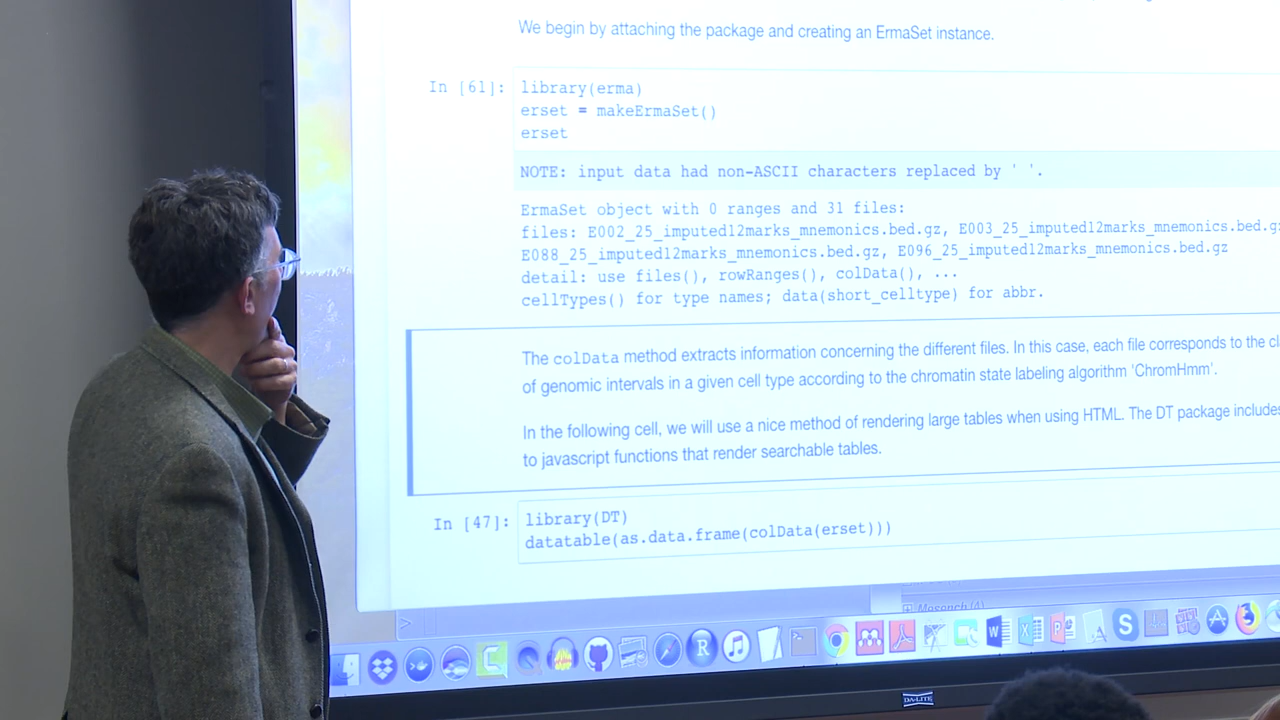 We begin by attaching the package and creating an ErmaSet instance.
In [61]: library(erma)
erset = makeErmaSet()
erset
NOTE: input data had non-ASCII characters replaced by ' '.
ErmaSet object with 0 ranges and 31 files:
files: E002_25_imputed12marks_mnemonics.bed.gz, E003_25_imputed12marks_mnemonics.bed.gz
E088_25_imputed12marks_mnemonics.bed.gz, E096_25_imputed12marks_mnemonics.bed.gz
detail: use files(), rowRanges(), colData(), ...
cellTypes() for type names; data(short_celltype) for abbr.
The colData method extracts information concerning the different files. In this case, each file corresponds to the
of genomic intervals in a given cell type according to the chromatin state labeling algorithm 'ChromHmm'.
In the following cell, we will use a nice method of rendering large tables when using HTML. The DT package includes
to javascript functions that render searchable tables.
In [47]: library(DT)
datatable(as.data.frame(colData(erset)))
Mesench (4)
DA-LITE